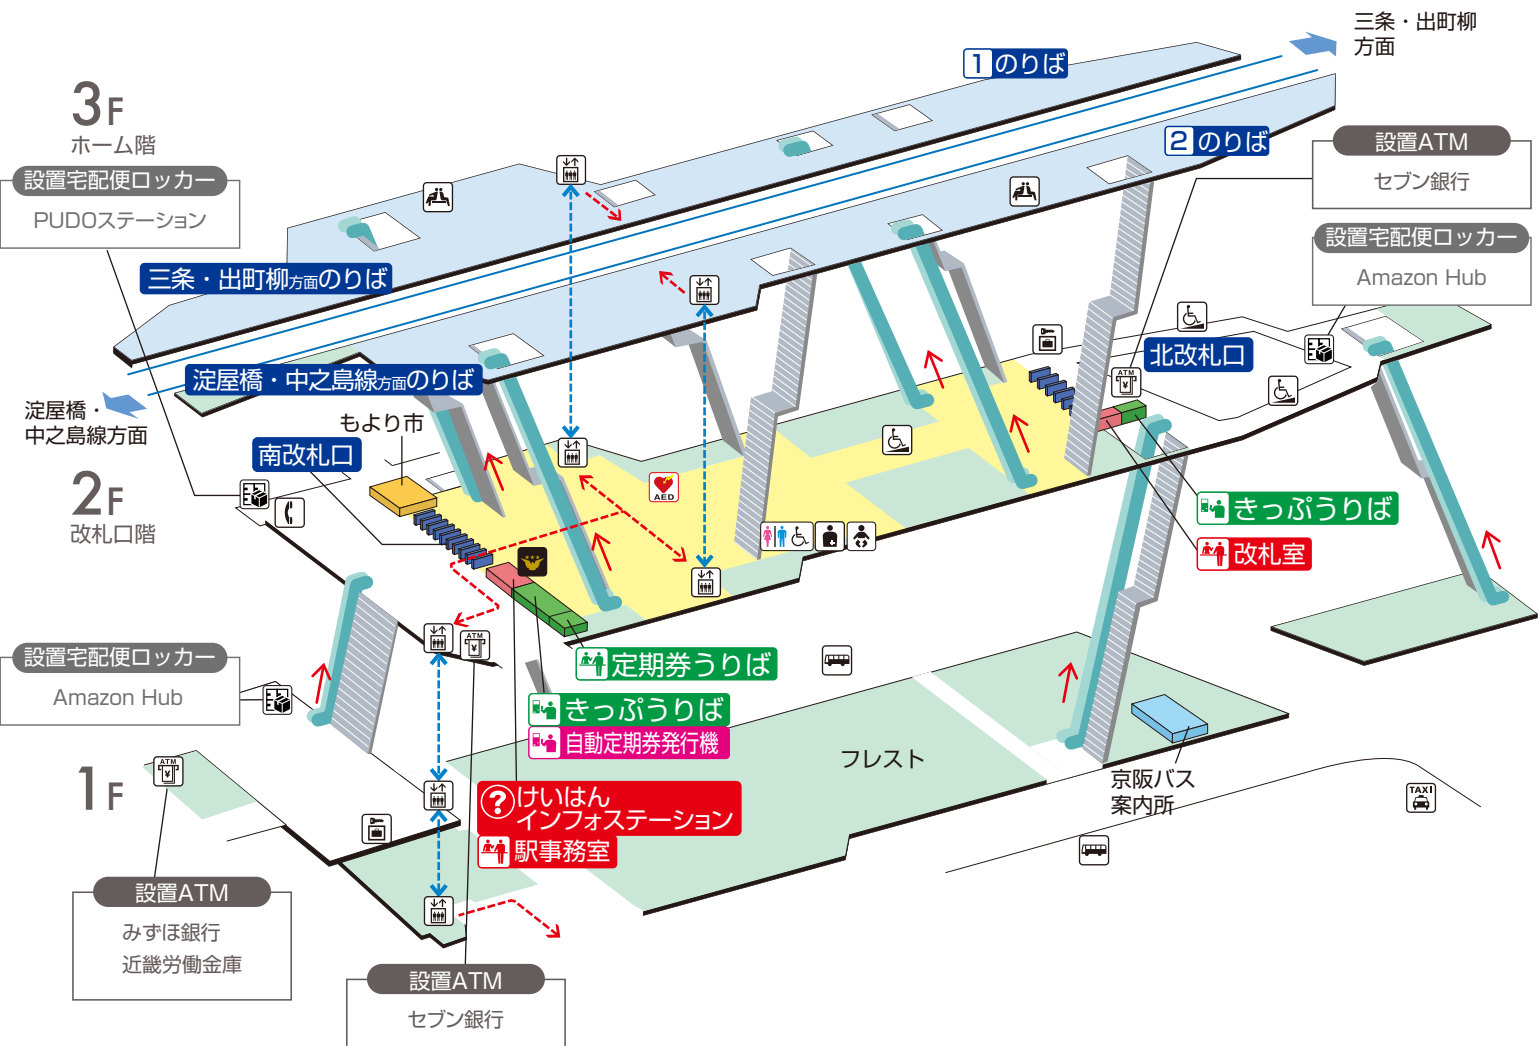 三条・出町柳
方面
1 のりば
3F
ホーム階
2 のりば
設置ATM
セブン銀行
設置宅配便ロッカー
PUDOステーション
設置宅配便ロッカー
Amazon Hub
三条・出町柳方面のりば
北改札口
淀屋橋・中之島線方面のりば
ATM
淀屋橋・
中之島線方面
もより市
南改札口
2F
改札口階
AED
きっぷうりば
改札室
ATM
設置宅配便ロッカー
Amazon Hub
定期券うりば
きっぷうりば
自動定期券発行機
フレスト
1F
ATM
京阪バス
案内所
TAXI
けいはん
インフォステーション
駅事務室
設置ATM
みずほ銀行
近畿労働金庫
設置ATM
セブン銀行